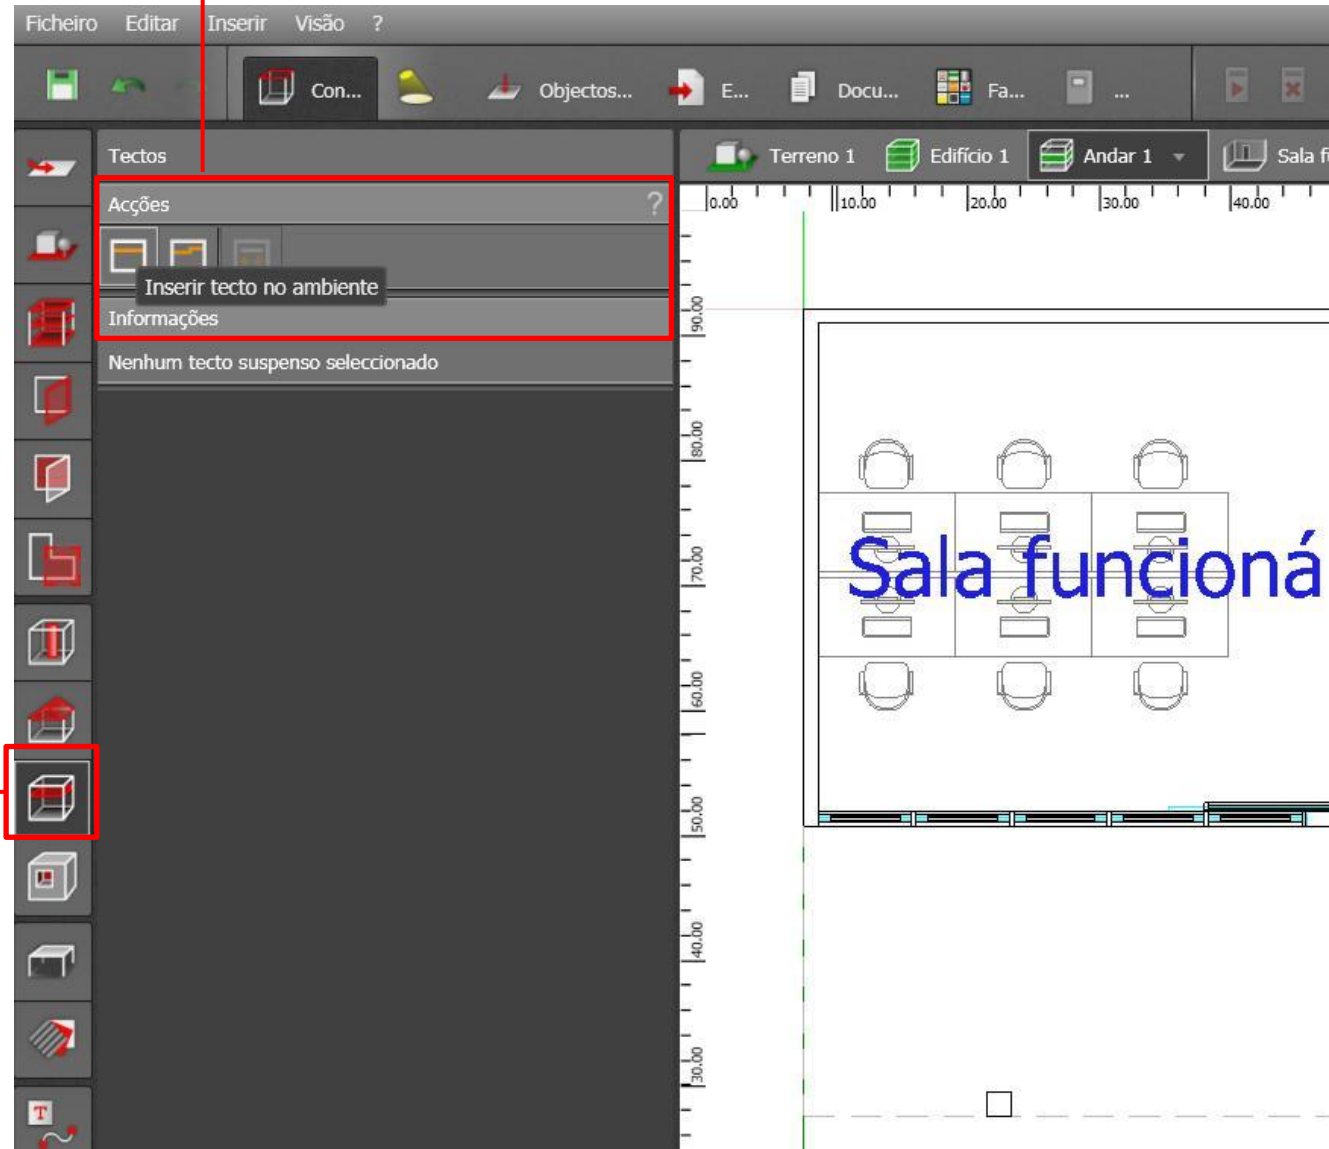 Ficheiro Editar Inserir Visão ?
Con... Objectos... E... Docu... Fa... ...
Tectos
Terreno 1 Edifício 1 Andar 1 Sala f
Acções ?
0.00 10.00 20.00 30.00 40.00
Inserir tecto no ambiente
Informações
Nenhum tecto suspenso seleccionado
90.00
80.00
70.00
60.00
50.00
40.00
30.00
Sala funcioná
T